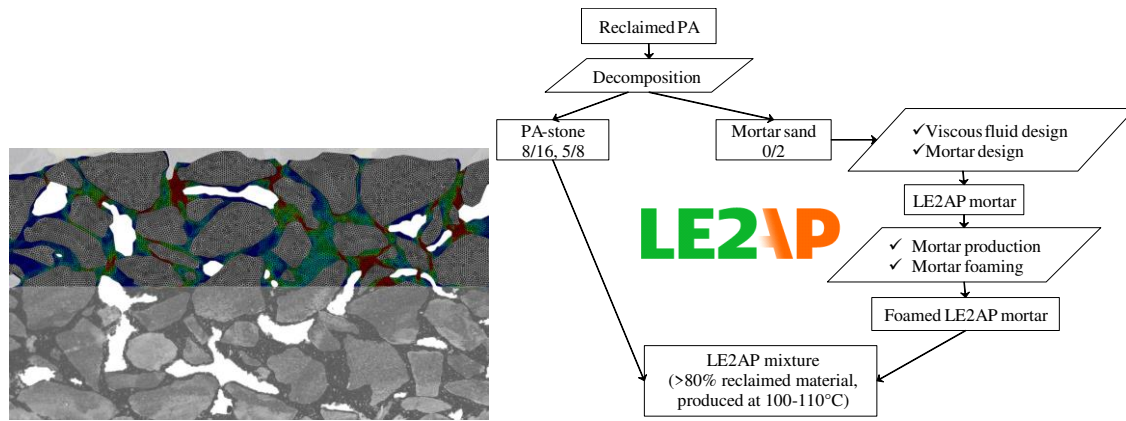 Reclaimed PA
Decomposition
PA-stone
8/16, 5/8
Mortar sand
0/2
✓Viscous fluid design
✓Mortar design
LE2AP mortar
✓ Mortar production
✓ Mortar foaming
LE2AP
Foamed LE2AP mortar
LE2AP mixture
(>80% reclaimed material,
produced at 100-110°C)